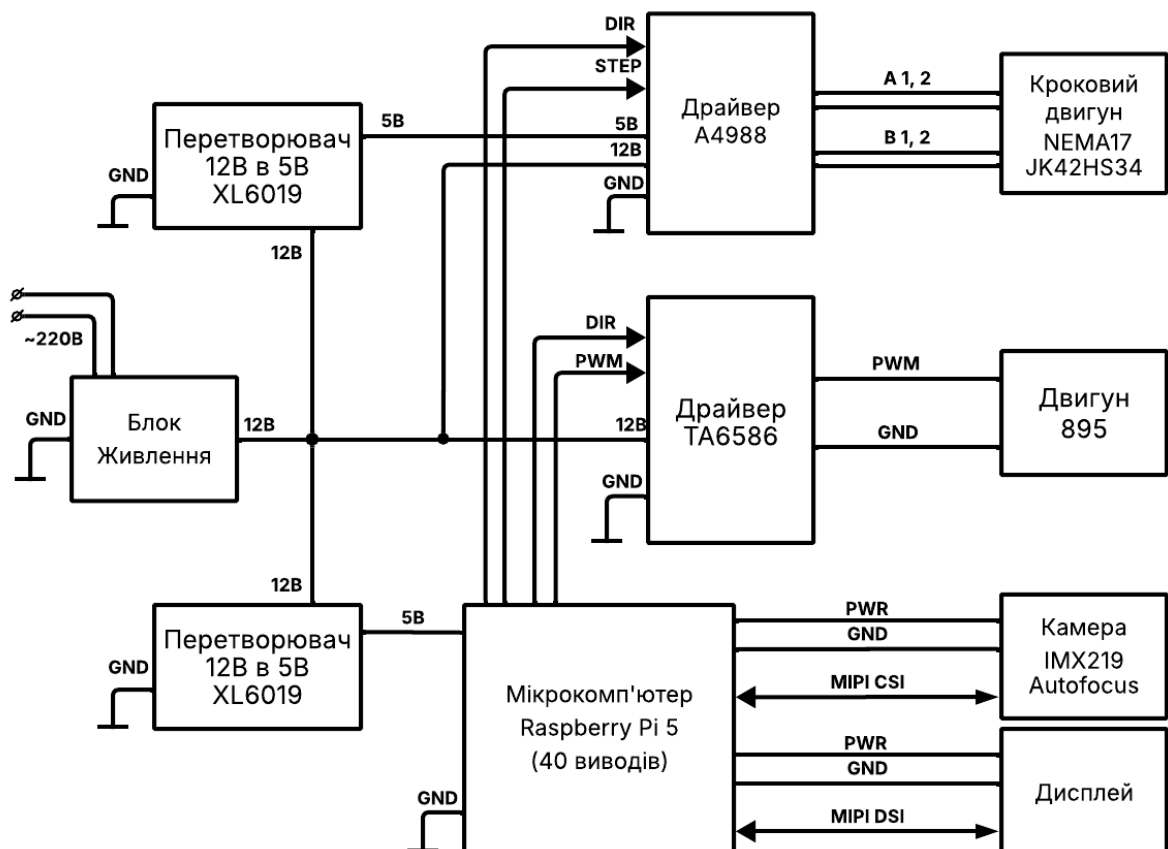 DIR
STEP
5В
5В
12В
GND
Перетворювач
12В в 5В
XL6019
GND
12В
Драйвер
A4988
A 1, 2
B 1, 2
Кроковий
двигун
NEMA17
JK42HS34
~220В
GND
Блок
Живлення
12В
DIR
PWM
12В
GND
Драйвер
TA6586
PWM
GND
Двигун
895
12В
Перетворювач
12В в 5В
XL6019
GND
5В
Мікрокомп'ютер
Raspberry Pi 5
(40 виводів)
GND
PWR
GND
MIPI CSI
Камера
IMX219
Autofocus
PWR
GND
MIPI DSI
Дисплей